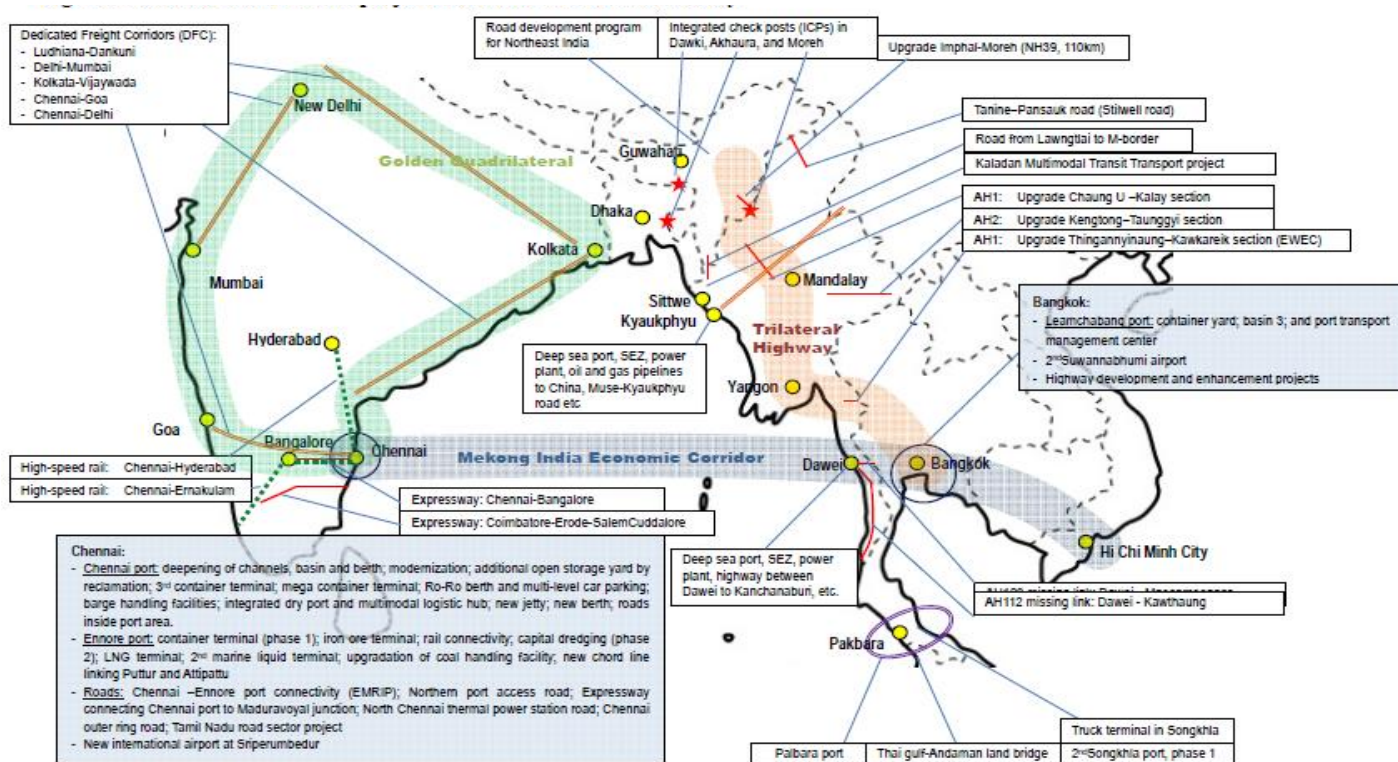 Dedicated Freight Corridors (DFC):
- Ludhiana-Dankuni
- Delhi-Mumbai
- Kolkata-Vijaywada
- Chennai-Goa
- Chennai-Delhi
Road development program
for Northeast India
Integrated check posts (ICPs) in
Dawki, Akhaura, and Moreh
Upgrade Imphal-Moreh (NH39, 110km)
Tanine–Pansauk road (Stilwell road)
Road from Lawngtlai to M-border
Kaladan Multimodal Transit Transport project
AH1: Upgrade Chaung U –Kalay section
AH2: Upgrade Kengtong–Taunggyi section
AH1: Upgrade Thingannyinaung–Kawkareik section (EWEC)
New Delhi
Golden Quadrilateral
Guwahati
Dhaka
Kolkata
Mumbai
Hyderabad
Sittwe
Kyaukphyu
Mandalay
Trilateral
Highway
Yangon
Deep sea port, SEZ, power
plant, oil and gas pipelines
to China, Muse-Kyaukphyu
road etc
Bangkok:
- Leamchabang port: container yard; basin 3; and port transport
management center
- 2ndSuwannabhumi airport
- Highway development and enhancement projects
Goa
Bangalore
Chennai
Mekong India Economic Corridor
Dawei
Bangkok
Hi Chi Minh City
High-speed rail: Chennai-Hyderabad
High-speed rail: Chennai-Ernakulam
Expressway: Chennai-Bangalore
Expressway: Coimbatore-Erode-SalemCuddalore
Chennai:
- Chennai port: deepening of channels, basin and berth; modernization; additional open storage yard by
reclamation; 3rd container terminal; mega container terminal; Ro-Ro berth and multi-level car parking;
barge handling facilities; integrated dry port and multimodal logistic hub; new jetty; new berth; roads
inside port area.
- Ennore port: container terminal (phase 1); iron ore terminal; rail connectivity; capital dredging (phase
2); LNG terminal; 2nd marine liquid terminal; upgradation of coal handling facility; new chord line
linking Puttur and Attipattu
- Roads: Chennai –Ennore port connectivity (EMRIP); Northern port access road; Expressway
connecting Chennai port to Maduravoyal junction; North Chennai thermal power station road; Chennai
outer ring road; Tamil Nadu road sector project
- New international airport at Sriperumbedur
Deep sea port, SEZ, power
plant, highway between
Dawei to Kanchanaburi, etc.
AH112 missing link: Dawei - Kawthaung
Pakbara
Palbara port
Thai gulf-Andaman land bridge
Truck terminal in Songkhla
2ndSongkhla port, phase 1